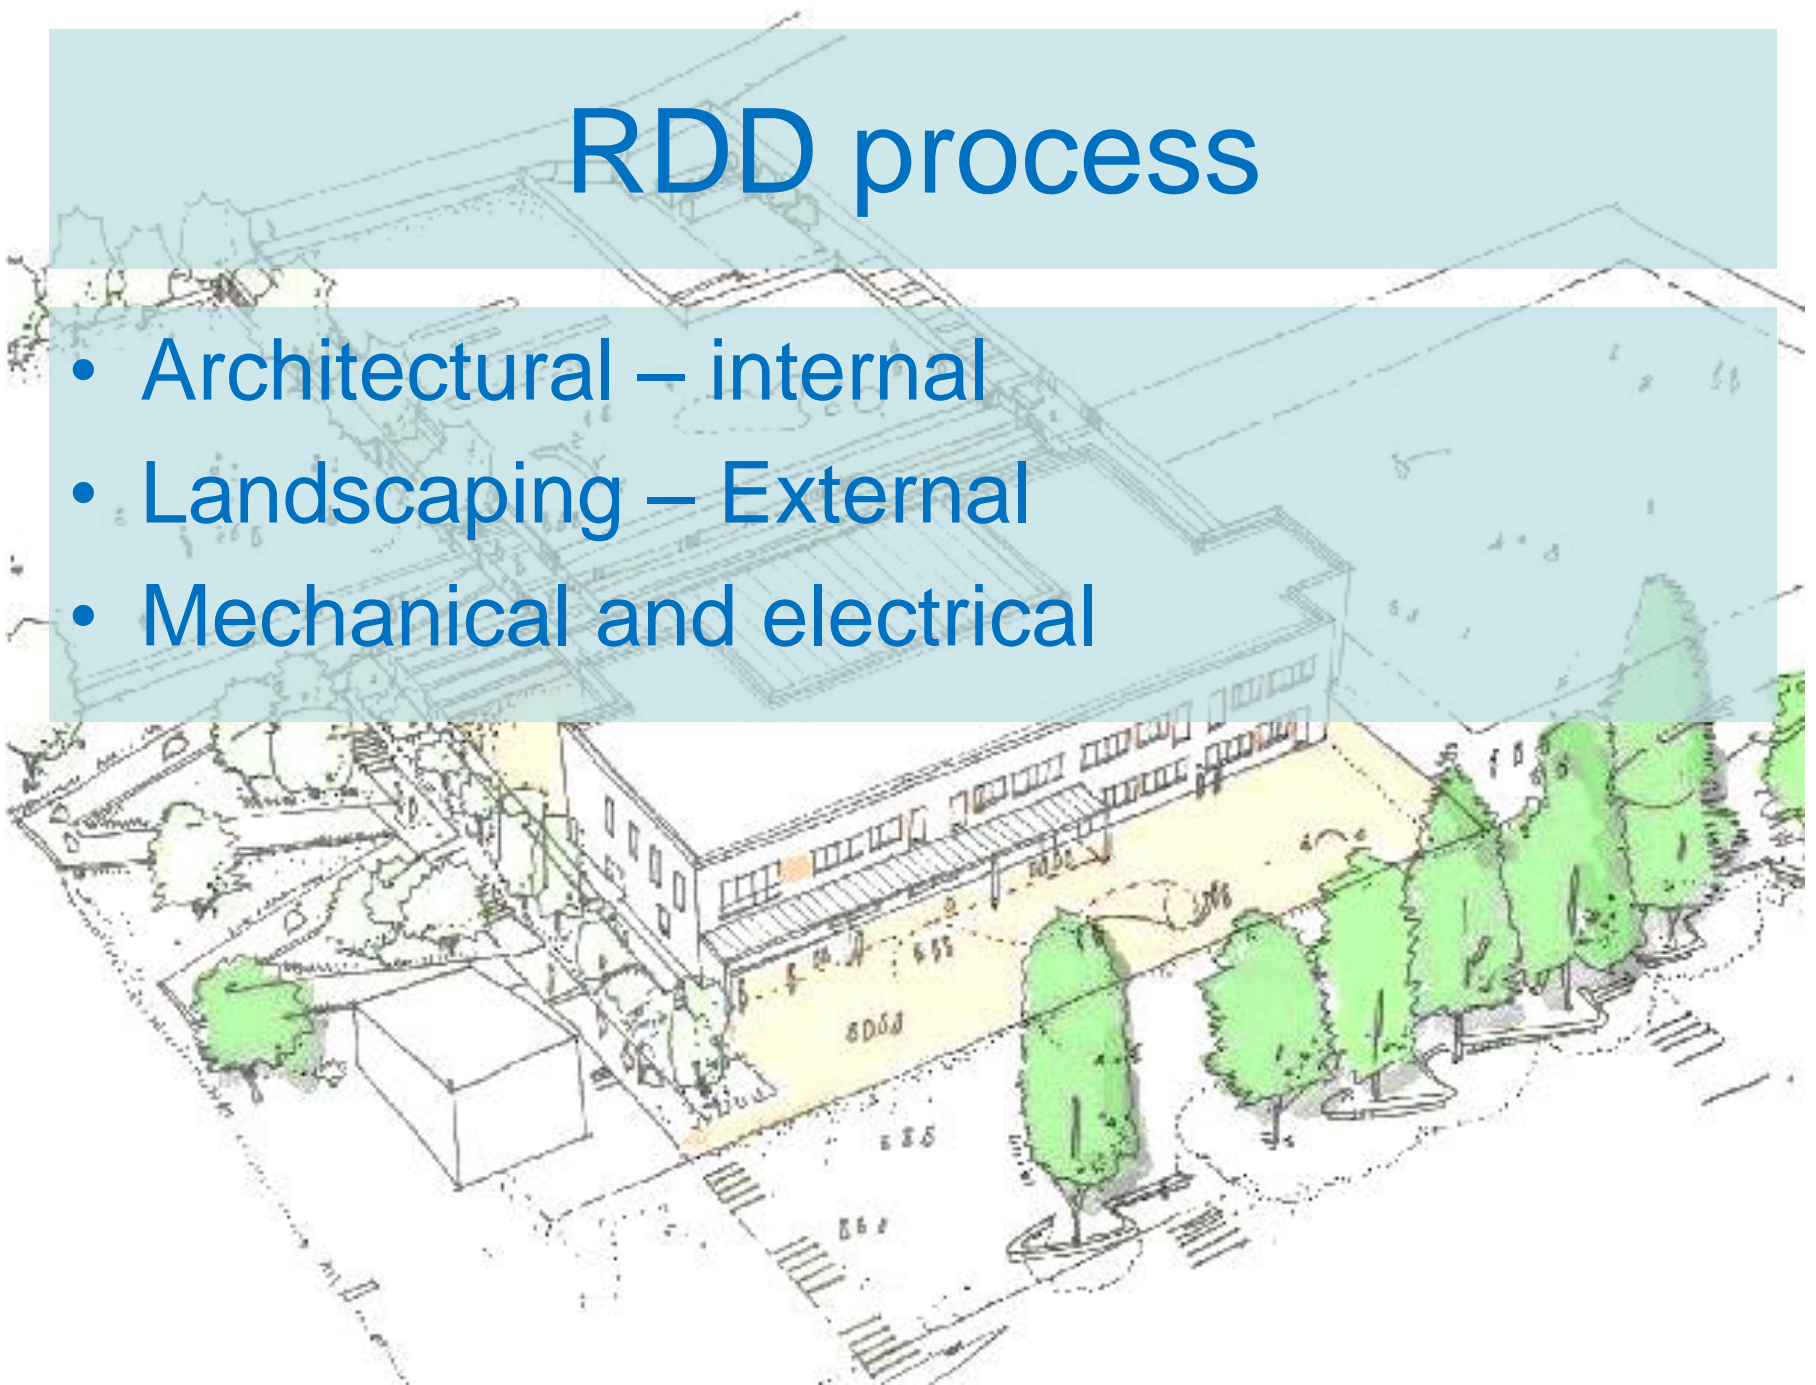 RDD process
• Architectural – internal
• Landscaping – External
• Mechanical and electrical